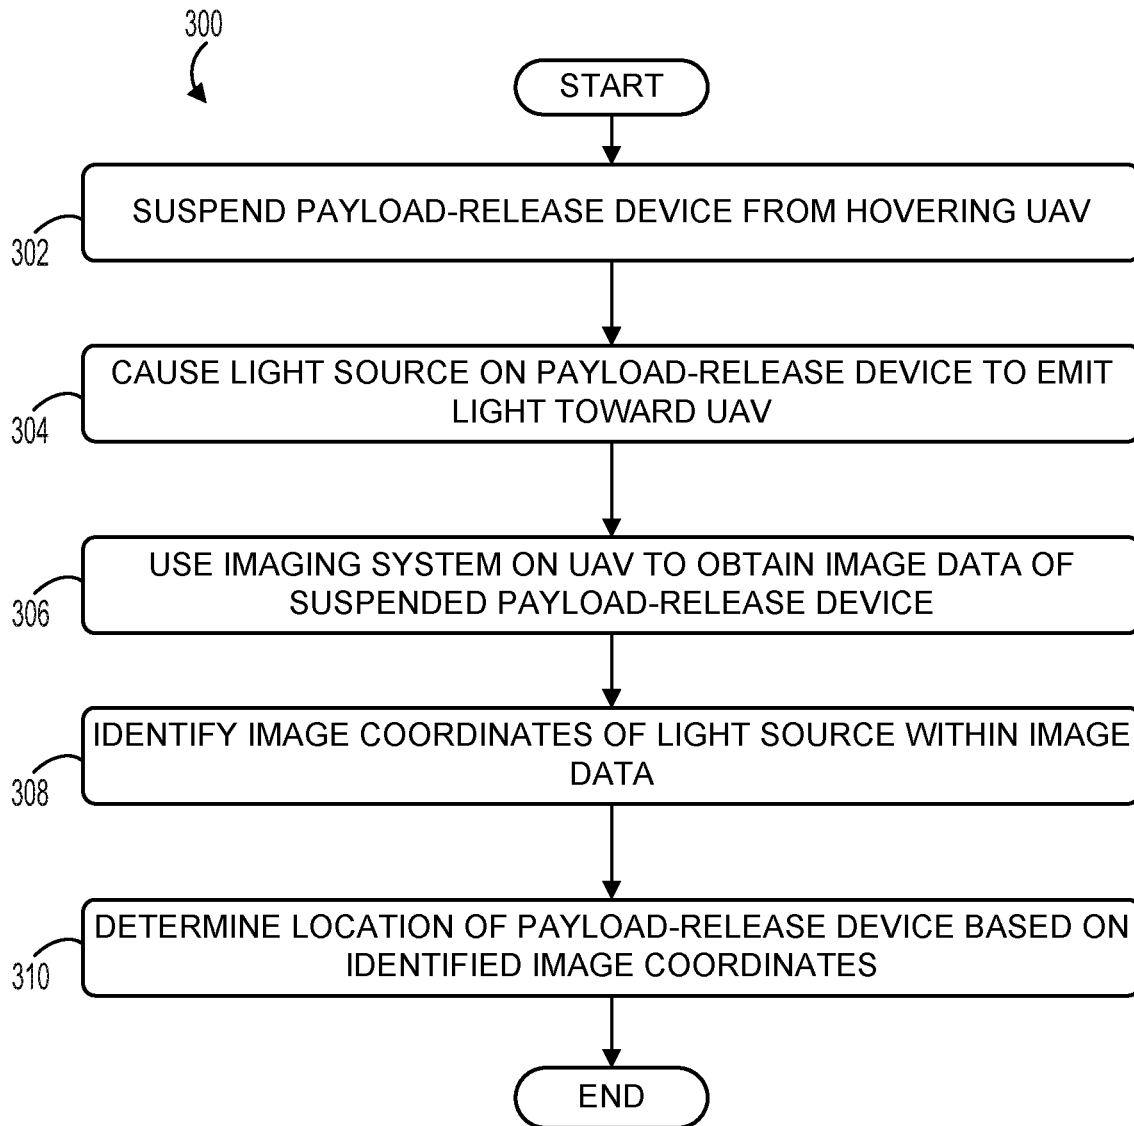 300
START
SUSPEND PAYLOAD-RELEASE DEVICE FROM HOVERING UAV
302
CAUSE LIGHT SOURCE ON PAYLOAD-RELEASE DEVICE TO EMIT
LIGHT TOWARD UAV
304
USE IMAGING SYSTEM ON UAV TO OBTAIN IMAGE DATA OF
SUSPENDED PAYLOAD-RELEASE DEVICE
306
IDENTIFY IMAGE COORDINATES OF LIGHT SOURCE WITHIN IMAGE
DATA
308
DETERMINE LOCATION OF PAYLOAD-RELEASE DEVICE BASED ON
IDENTIFIED IMAGE COORDINATES
310
END